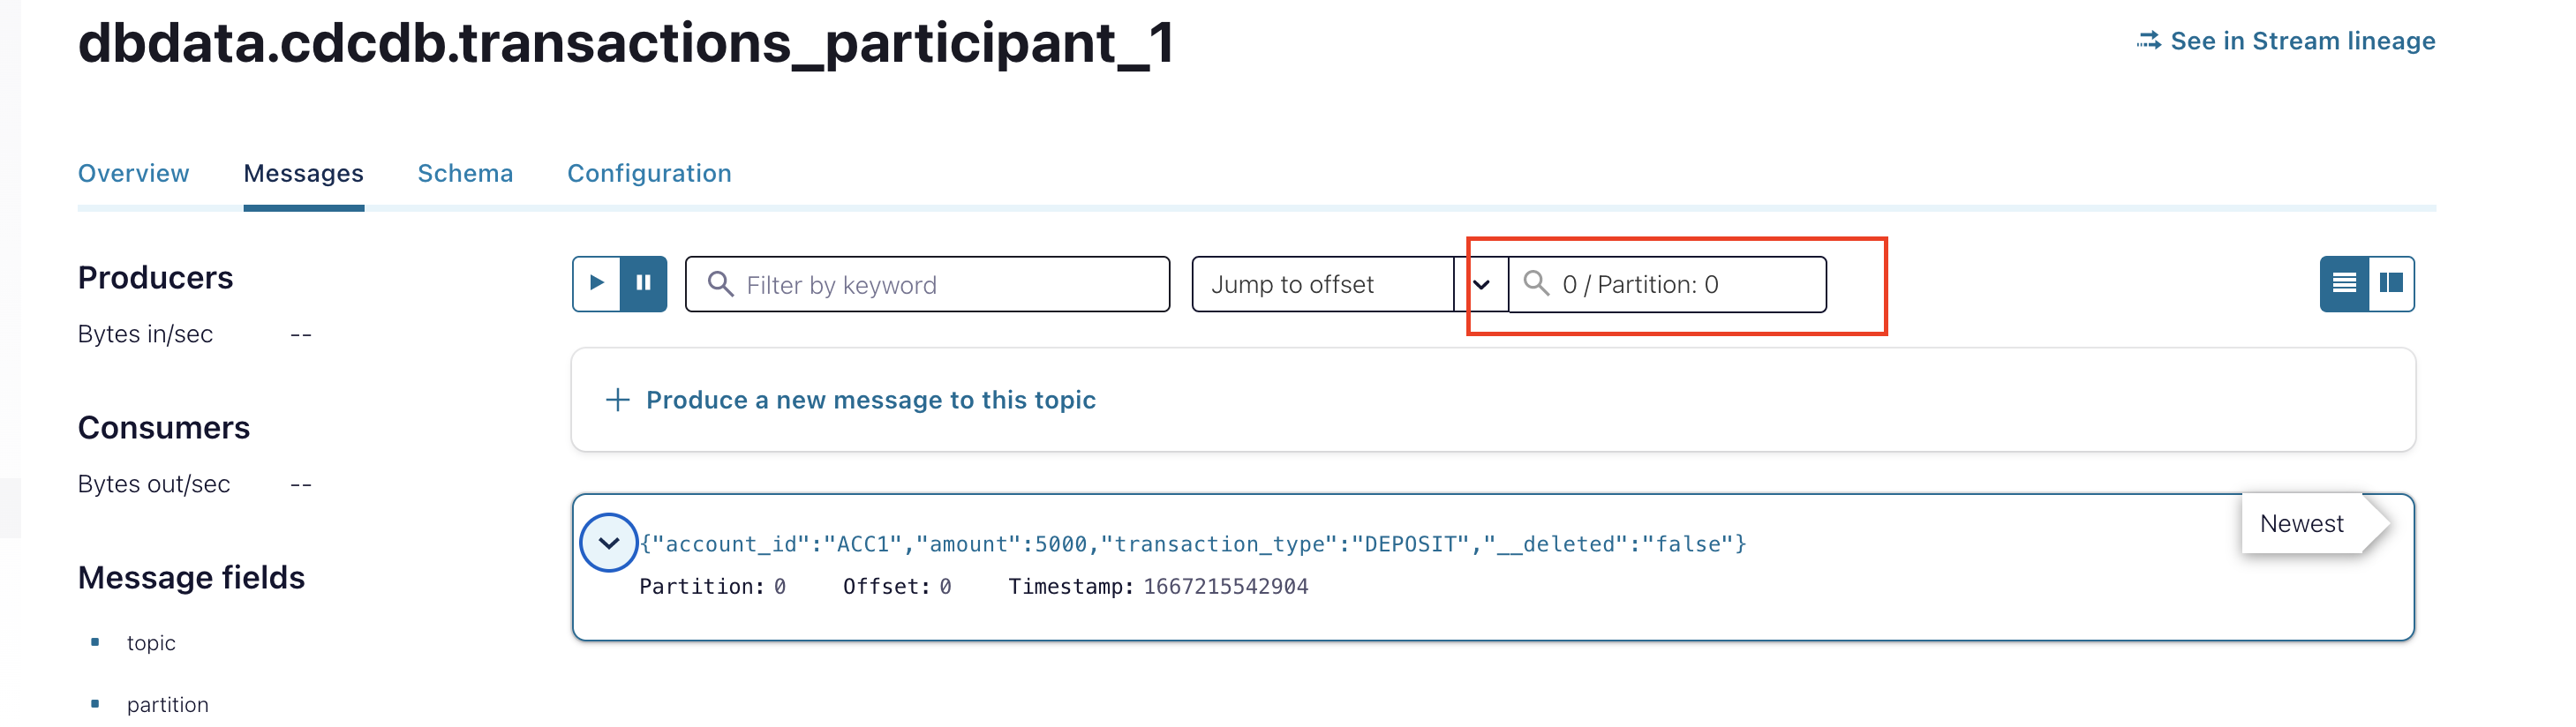 dbdata.cdcdb.transactions_participant_1
See in Stream lineage
Overview Messages Schema Configuration
Producers
Bytes in/sec --
Consumers
Bytes out/sec --
Message fields
topic
partition
Filter by keyword Jump to offset 0 / Partition: 0
+ Produce a new message to this topic
Newest
{"account_id":"ACC1","amount":5000,"transaction_type":"DEPOSIT","__deleted":"false"}
Partition: 0 Offset: 0 Timestamp: 1667215542904